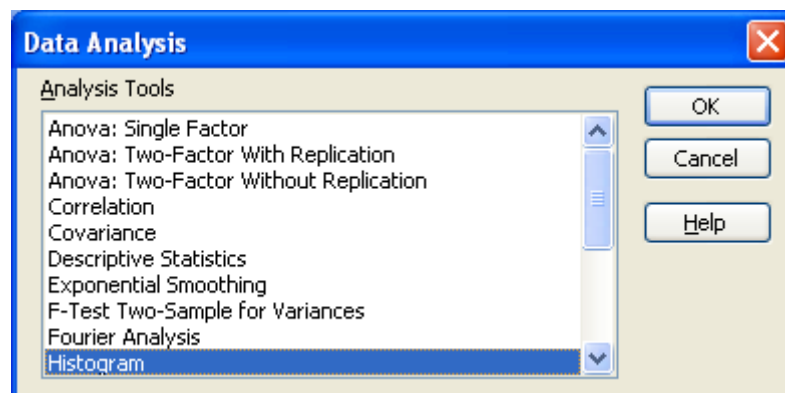 Data Analysis
Analysis Tools
Anova: Single Factor
Anova: Two-Factor With Replication
Anova: Two-Factor Without Replication
Correlation
Covariance
Descriptive Statistics
Exponential Smoothing
F-Test Two-Sample for Variances
Fourier Analysis
Histogram
OK
Cancel
Help